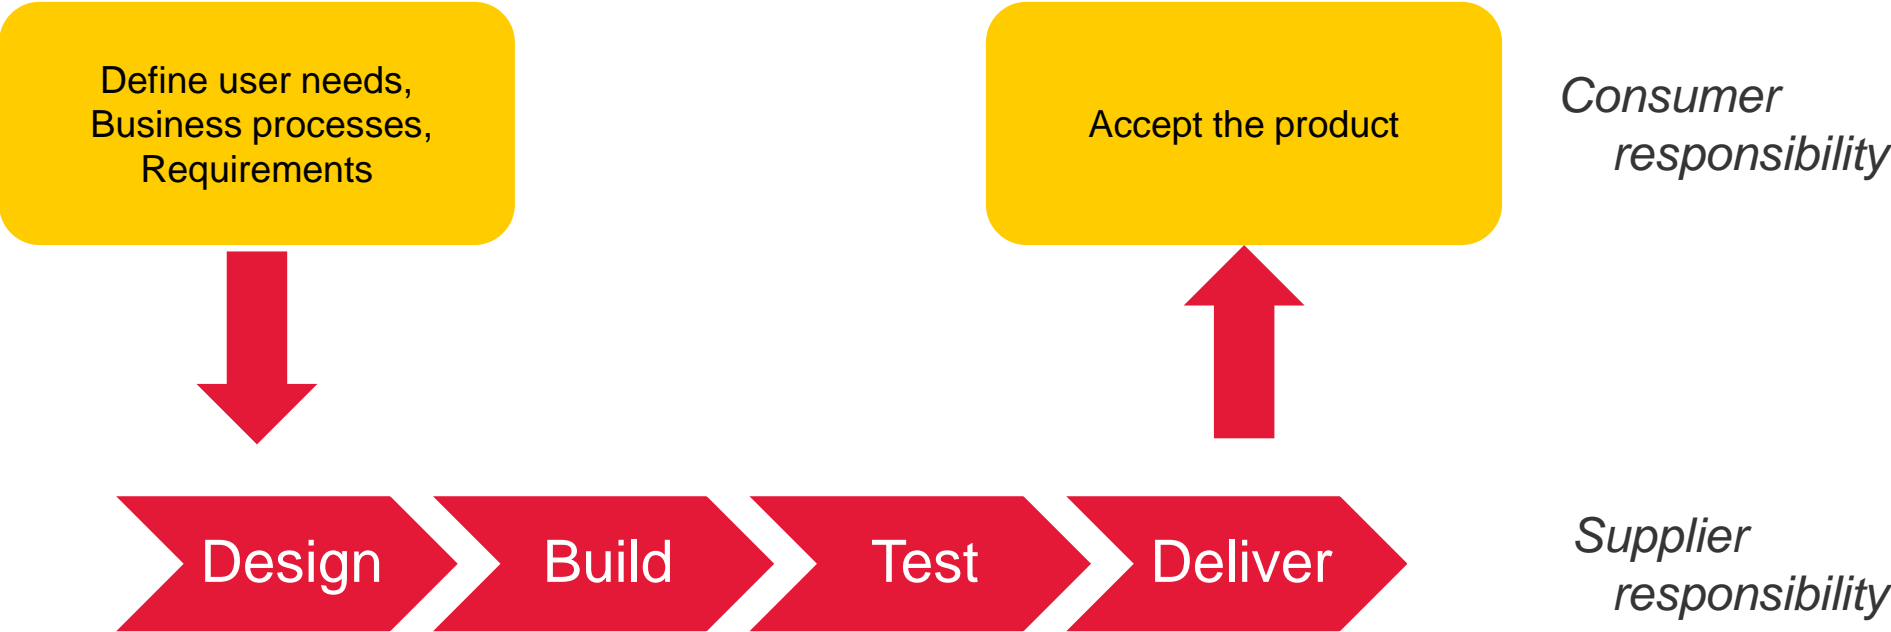 Define user needs,
Business processes,
Requirements
Accept the product
Consumer
responsibility
Design
Build
Test
Deliver
Supplier
responsibility